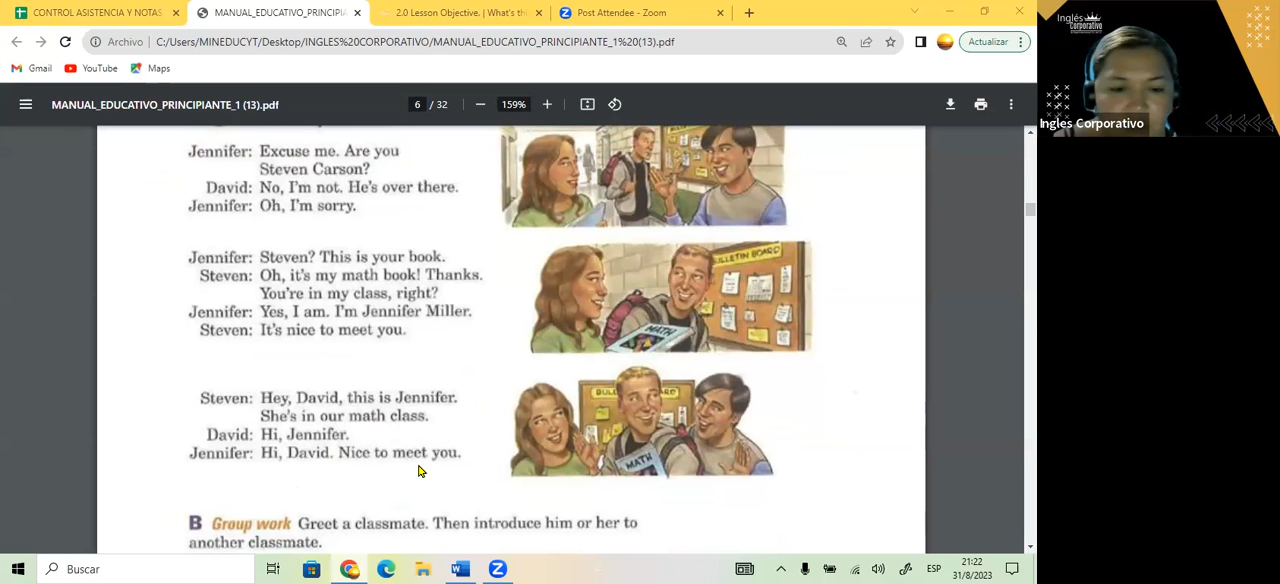 CONTROL ASISTENCIA Y NOTAS
MANUAL_EDUCATIVO_PRINCIPIA
2.0 Lesson Objective. | What's thi
Post Attendee - Zoom
Archivo
C:/Users/MINEDUCYT/Desktop/INGLES%20CORPORATIVO/MANUAL_EDUCATIVO_PRINCIPIANTE_1%20(13).pdf
Actualizar
Gmail
YouTube
Maps
MANUAL_EDUCATIVO_PRINCIPIANTE_1 (13).pdf
6 / 32
159%
Jennifer: Excuse me. Are you
Steven Carson?
David: No, I'm not. He's over there.
Jennifer: Oh, I'm sorry.
Jennifer: Steven? This is your book.
Steven: Oh, it's my math book! Thanks.
You're in my class, right?
Jennifer: Yes, I am. I'm Jennifer Miller.
Steven: It's nice to meet you.
BULLETIN BOARD
MATH
Steven: Hey, David, this is Jennifer.
She's in our math class.
David: Hi, Jennifer.
Jennifer: Hi, David. Nice to meet you.
MATH
B Group work Greet a classmate. Then introduce him or her to
another classmate.
Inglés
Corporativo
Ingles Corporativo
Buscar
ESP
21:22
31/8/2023